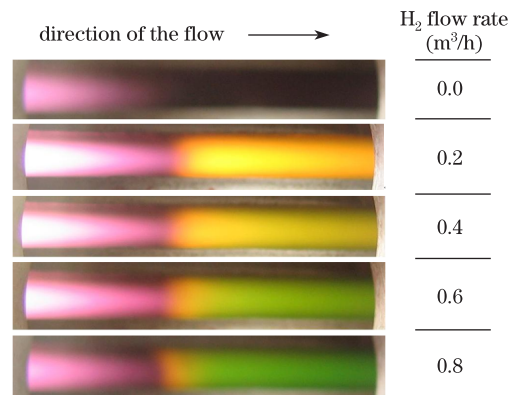 direction of the flow
H₂ flow rate
(m³/h)
0.0
0.2
0.4
0.6
0.8